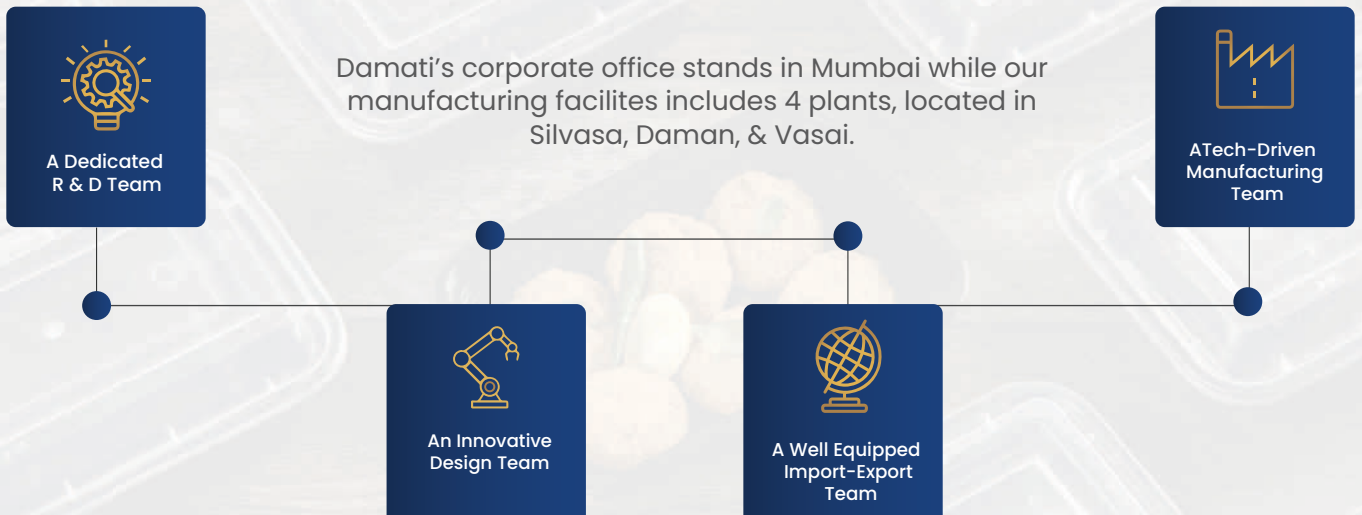 Damati’s corporate office stands in Mumbai while our
manufacturing facilites includes 4 plants, located in
Silvasa, Daman, & Vasai.
A Dedicated
R & D Team
An Innovative
Design Team
A Well Equipped
Import-Export
Team
ATech-Driven
Manufacturing
Team